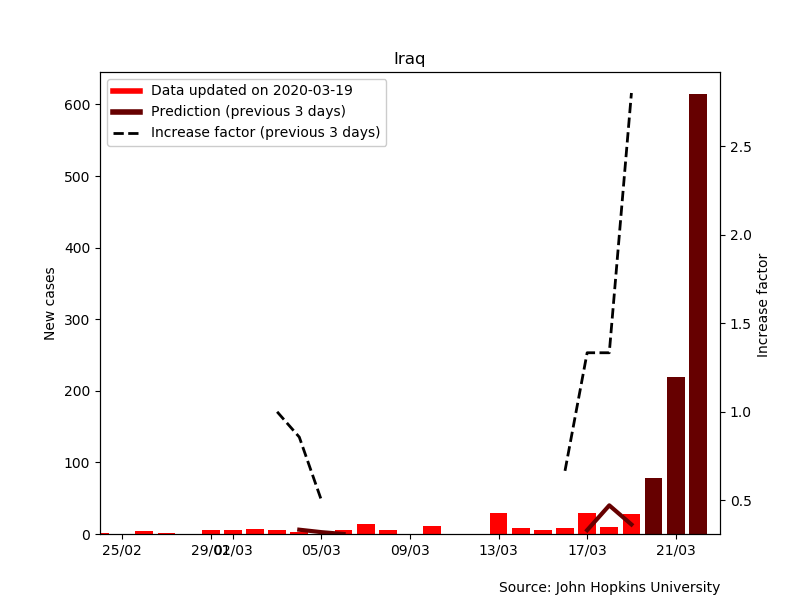 Iraq
Data updated on 2020-03-19
Prediction (previous 3 days)
Increase factor (previous 3 days)
600
500
400
300
200
100
0
New cases
2.5
2.0
1.5
1.0
0.5
Increase factor
25/02 29/02 01/03 05/03 09/03 13/03 17/03 21/03
Source: John Hopkins University